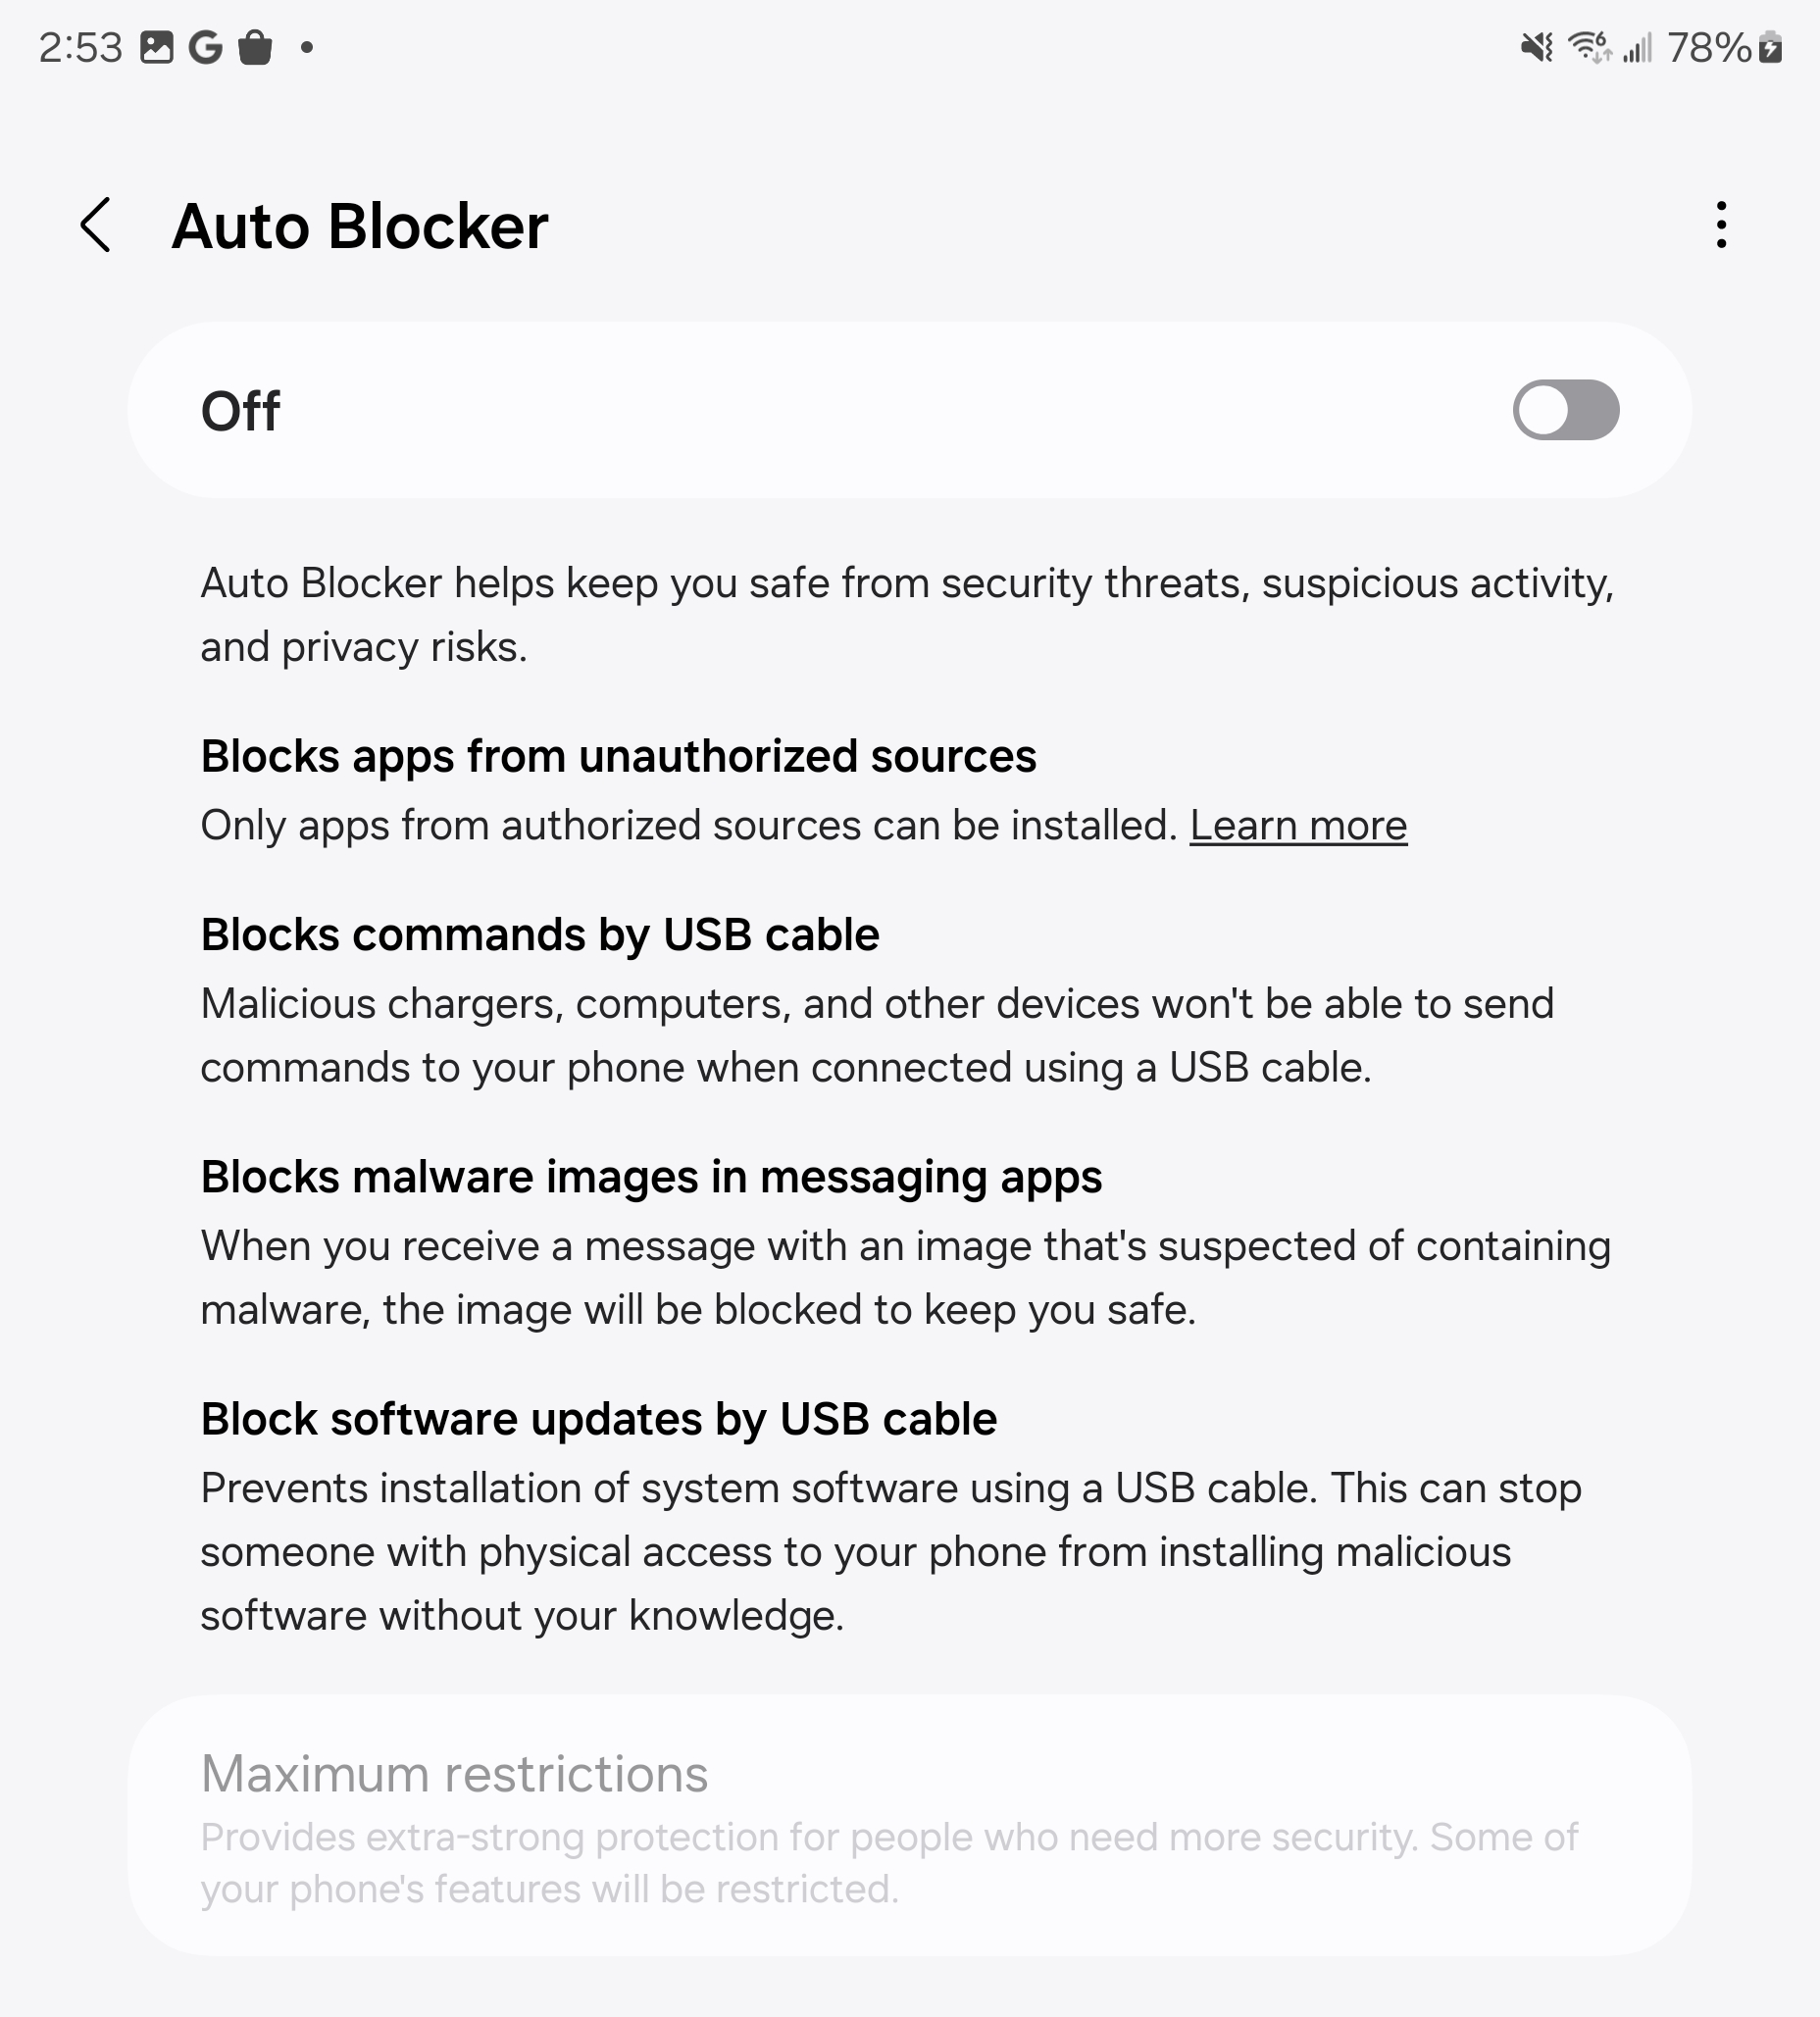 2:53 78%
Auto Blocker
Off
Auto Blocker helps keep you safe from security threats, suspicious activity,
and privacy risks.
Blocks apps from unauthorized sources
Only apps from authorized sources can be installed. Learn more
Blocks commands by USB cable
Malicious chargers, computers, and other devices won't be able to send
commands to your phone when connected using a USB cable.
Blocks malware images in messaging apps
When you receive a message with an image that's suspected of containing
malware, the image will be blocked to keep you safe.
Block software updates by USB cable
Prevents installation of system software using a USB cable. This can stop
someone with physical access to your phone from installing malicious
software without your knowledge.
Maximum restrictions
Provides extra-strong protection for people who need more security. Some of
your phone's features will be restricted.